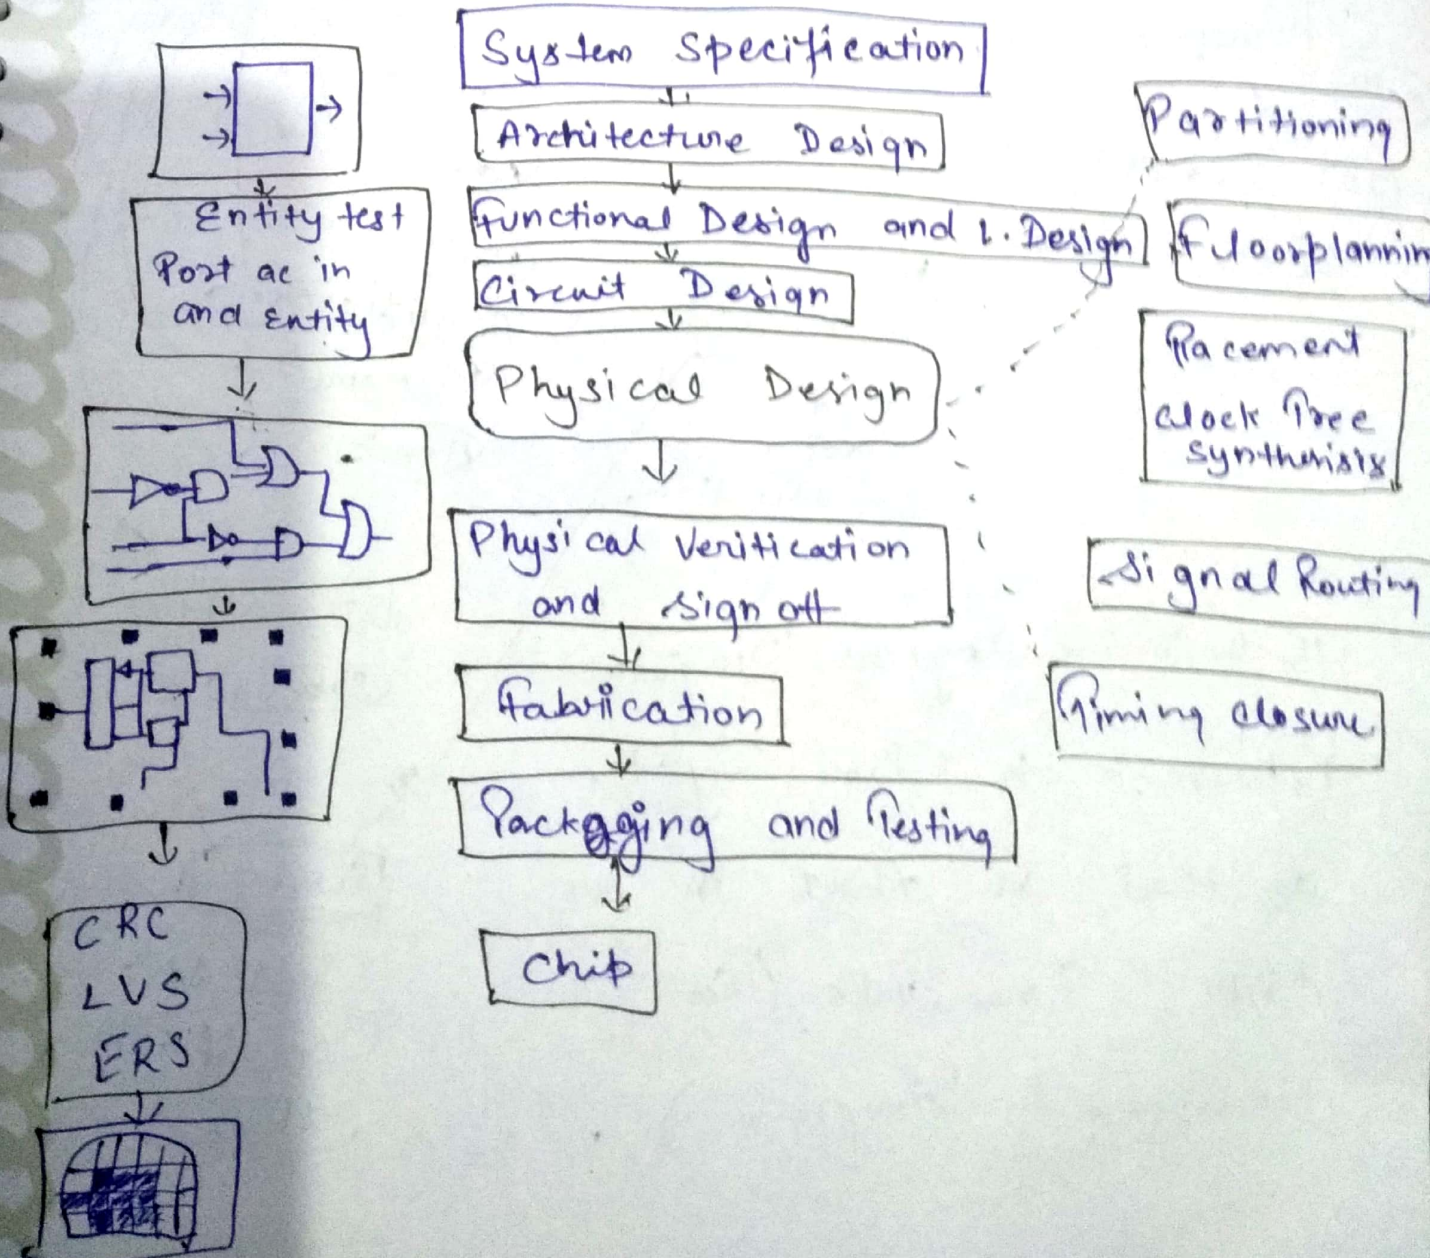 System Specification
Architecture Design
Functional Design and L. Design
Circuit Design
Physical Design
Physical Verification
and Sign off
Fabrication
Packaging and Testing
Chip
Entity test
Port ac in
and Entity
CRC
LVS
ERS
Partitioning
Floorplanning
Placement
Clock Tree
Synthesis
Signal Routing
Timing closure